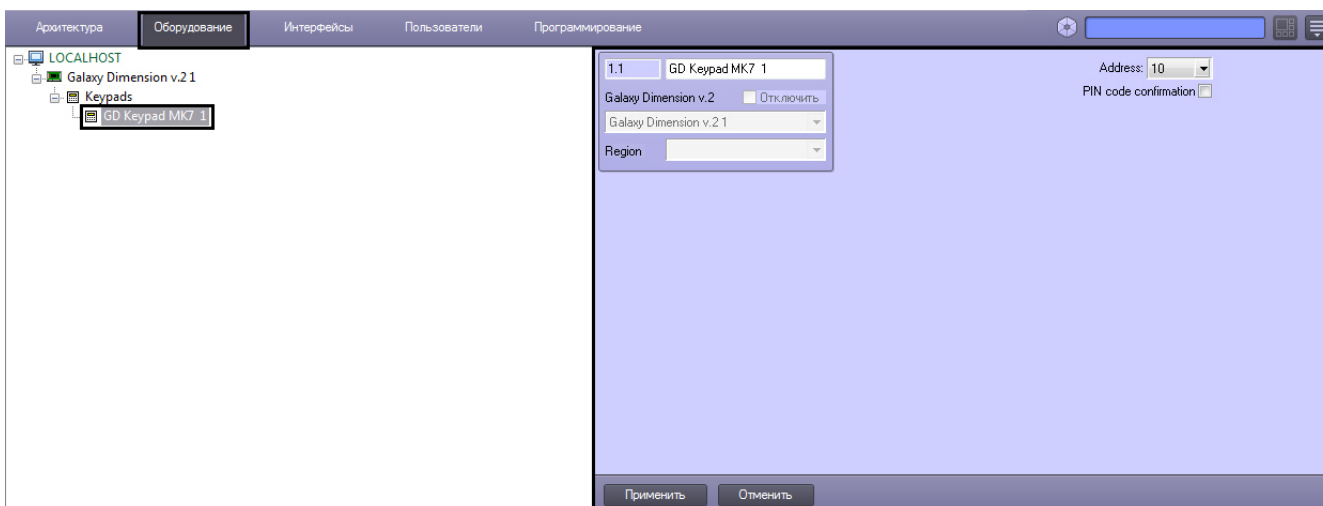 Архитектура Оборудование Интерфейсы Пользователи Программирование
LOCALHOST
Galaxy Dimension v.2 1
Keypads
GD Keypad MK7 1
1.1 GD Keypad MK7 1
Galaxy Dimension v.2 Отключить
Galaxy Dimension v.2 1
Region
Address: 10
PIN code confirmation
Применить Отменить